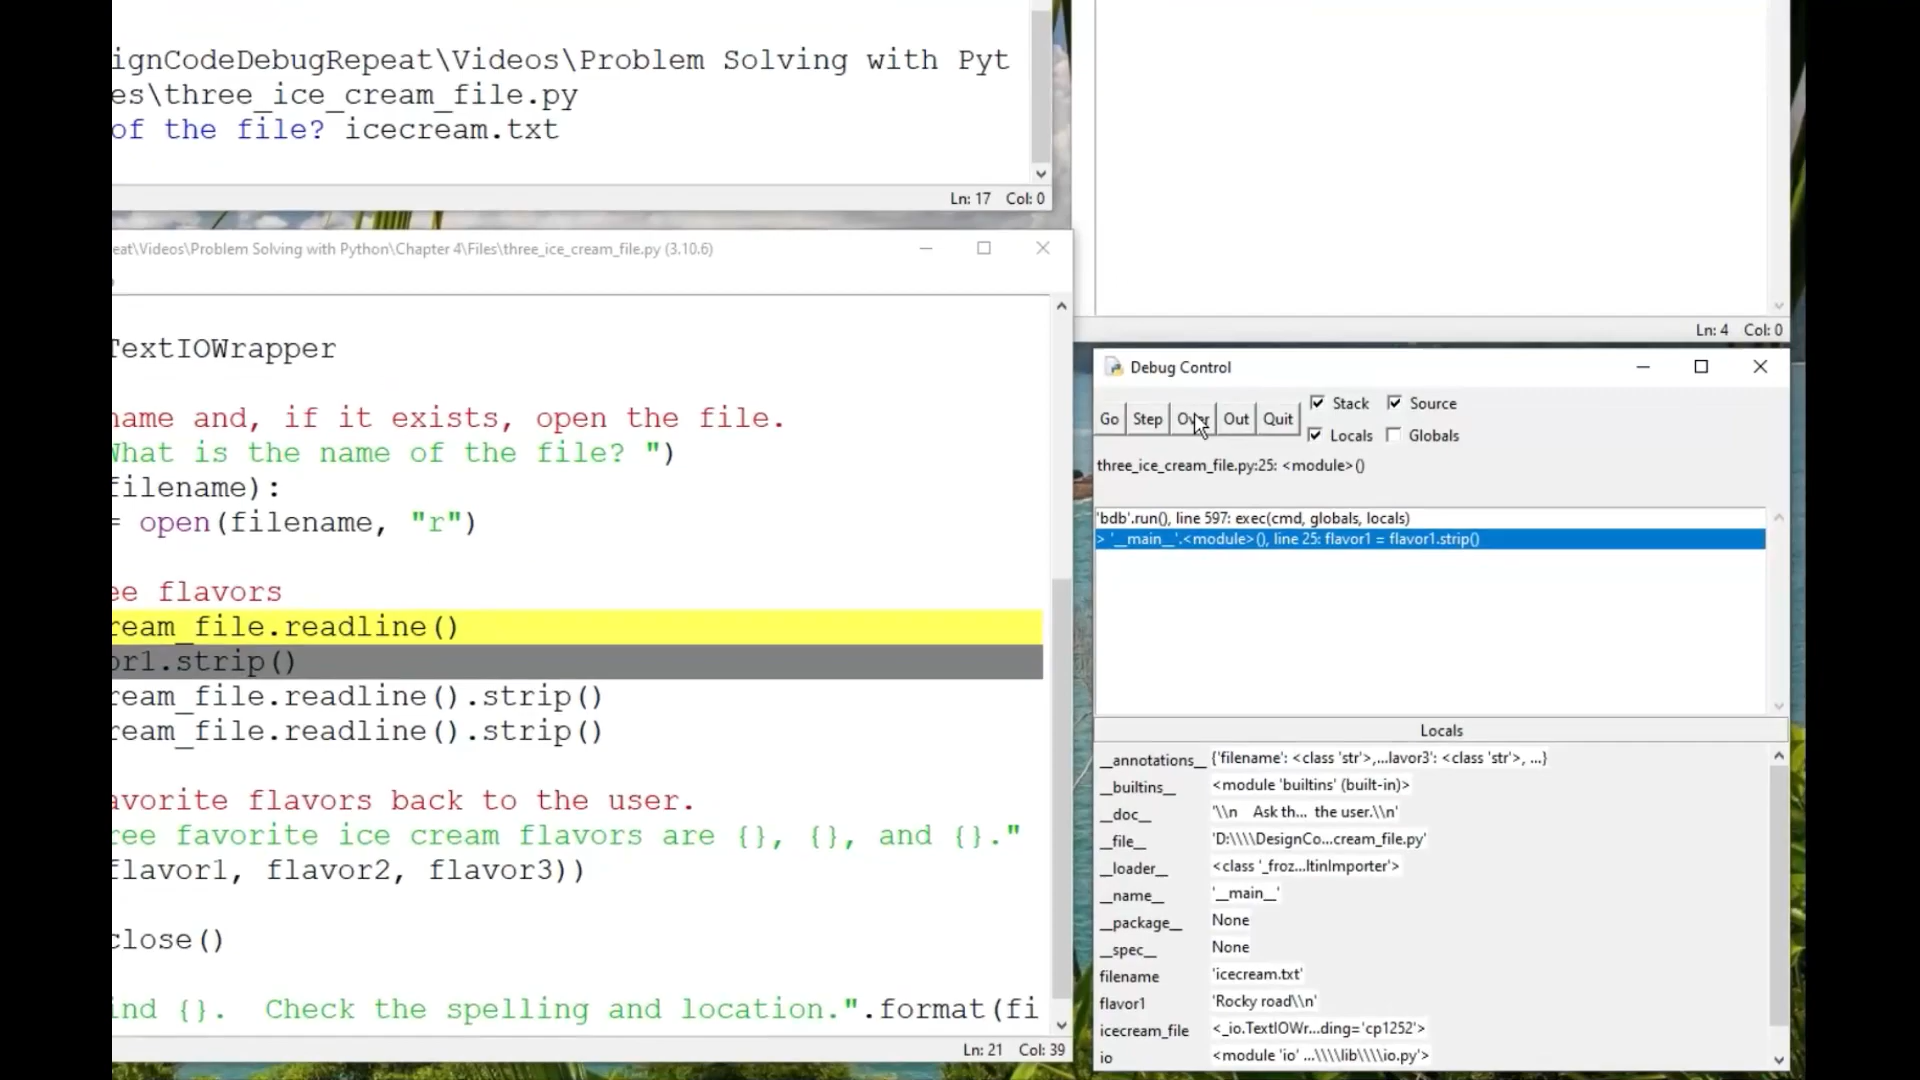 ignCodeDebugRepeat\Videos\Problem Solving with Pyt
es\three_ice_cream_file.py
of the file? icecream.txt
Ln: 17 Col: 0
eat\Videos\Problem Solving with Python\Chapter 4\Files\three_ice_cream_file.py (3.10.6)
TextIOWrapper
name and, if it exists, open the file.
What is the name of the file? ")
filename):
= open(filename, "r")
ee flavors
ream_file.readline()
or1.strip()
ream_file.readline().strip()
ream_file.readline().strip()
avorite flavors back to the user.
ree favorite ice cream flavors are {}, {}, and {}."
flavor1, flavor2, flavor3))
close()
ind {}.  Check the spelling and location.".format(fi
Ln: 21 Col: 39
Ln: 4 Col: 0
Debug Control
Go Step Over Out Quit
Stack Source
Locals Globals
three_ice_cream_file.py:25: <module>()
'bdb'.run(), line 597: exec(cmd, globals, locals)
> '__main__'.<module>(), line 25: flavor1 = flavor1.strip()
Locals
__annotations__ {'filename': <class 'str'>,...lavor3': <class 'str'>, ...}
__builtins__ <module 'builtins' (built-in)>
__doc__ '\\n    Ask th... the user.\\n'
__file__ 'D:\\\\DesignCo...cream_file.py'
__loader__ <class '_froz...ltinImporter'>
__name__ '__main__'
__package__ None
__spec__ None
filename 'icecream.txt'
flavor1 'Rocky road\\n'
icecream_file <_io.TextIOWr...ding='cp1252'>
io <module 'io' ...\\\\lib\\\\io.py'>